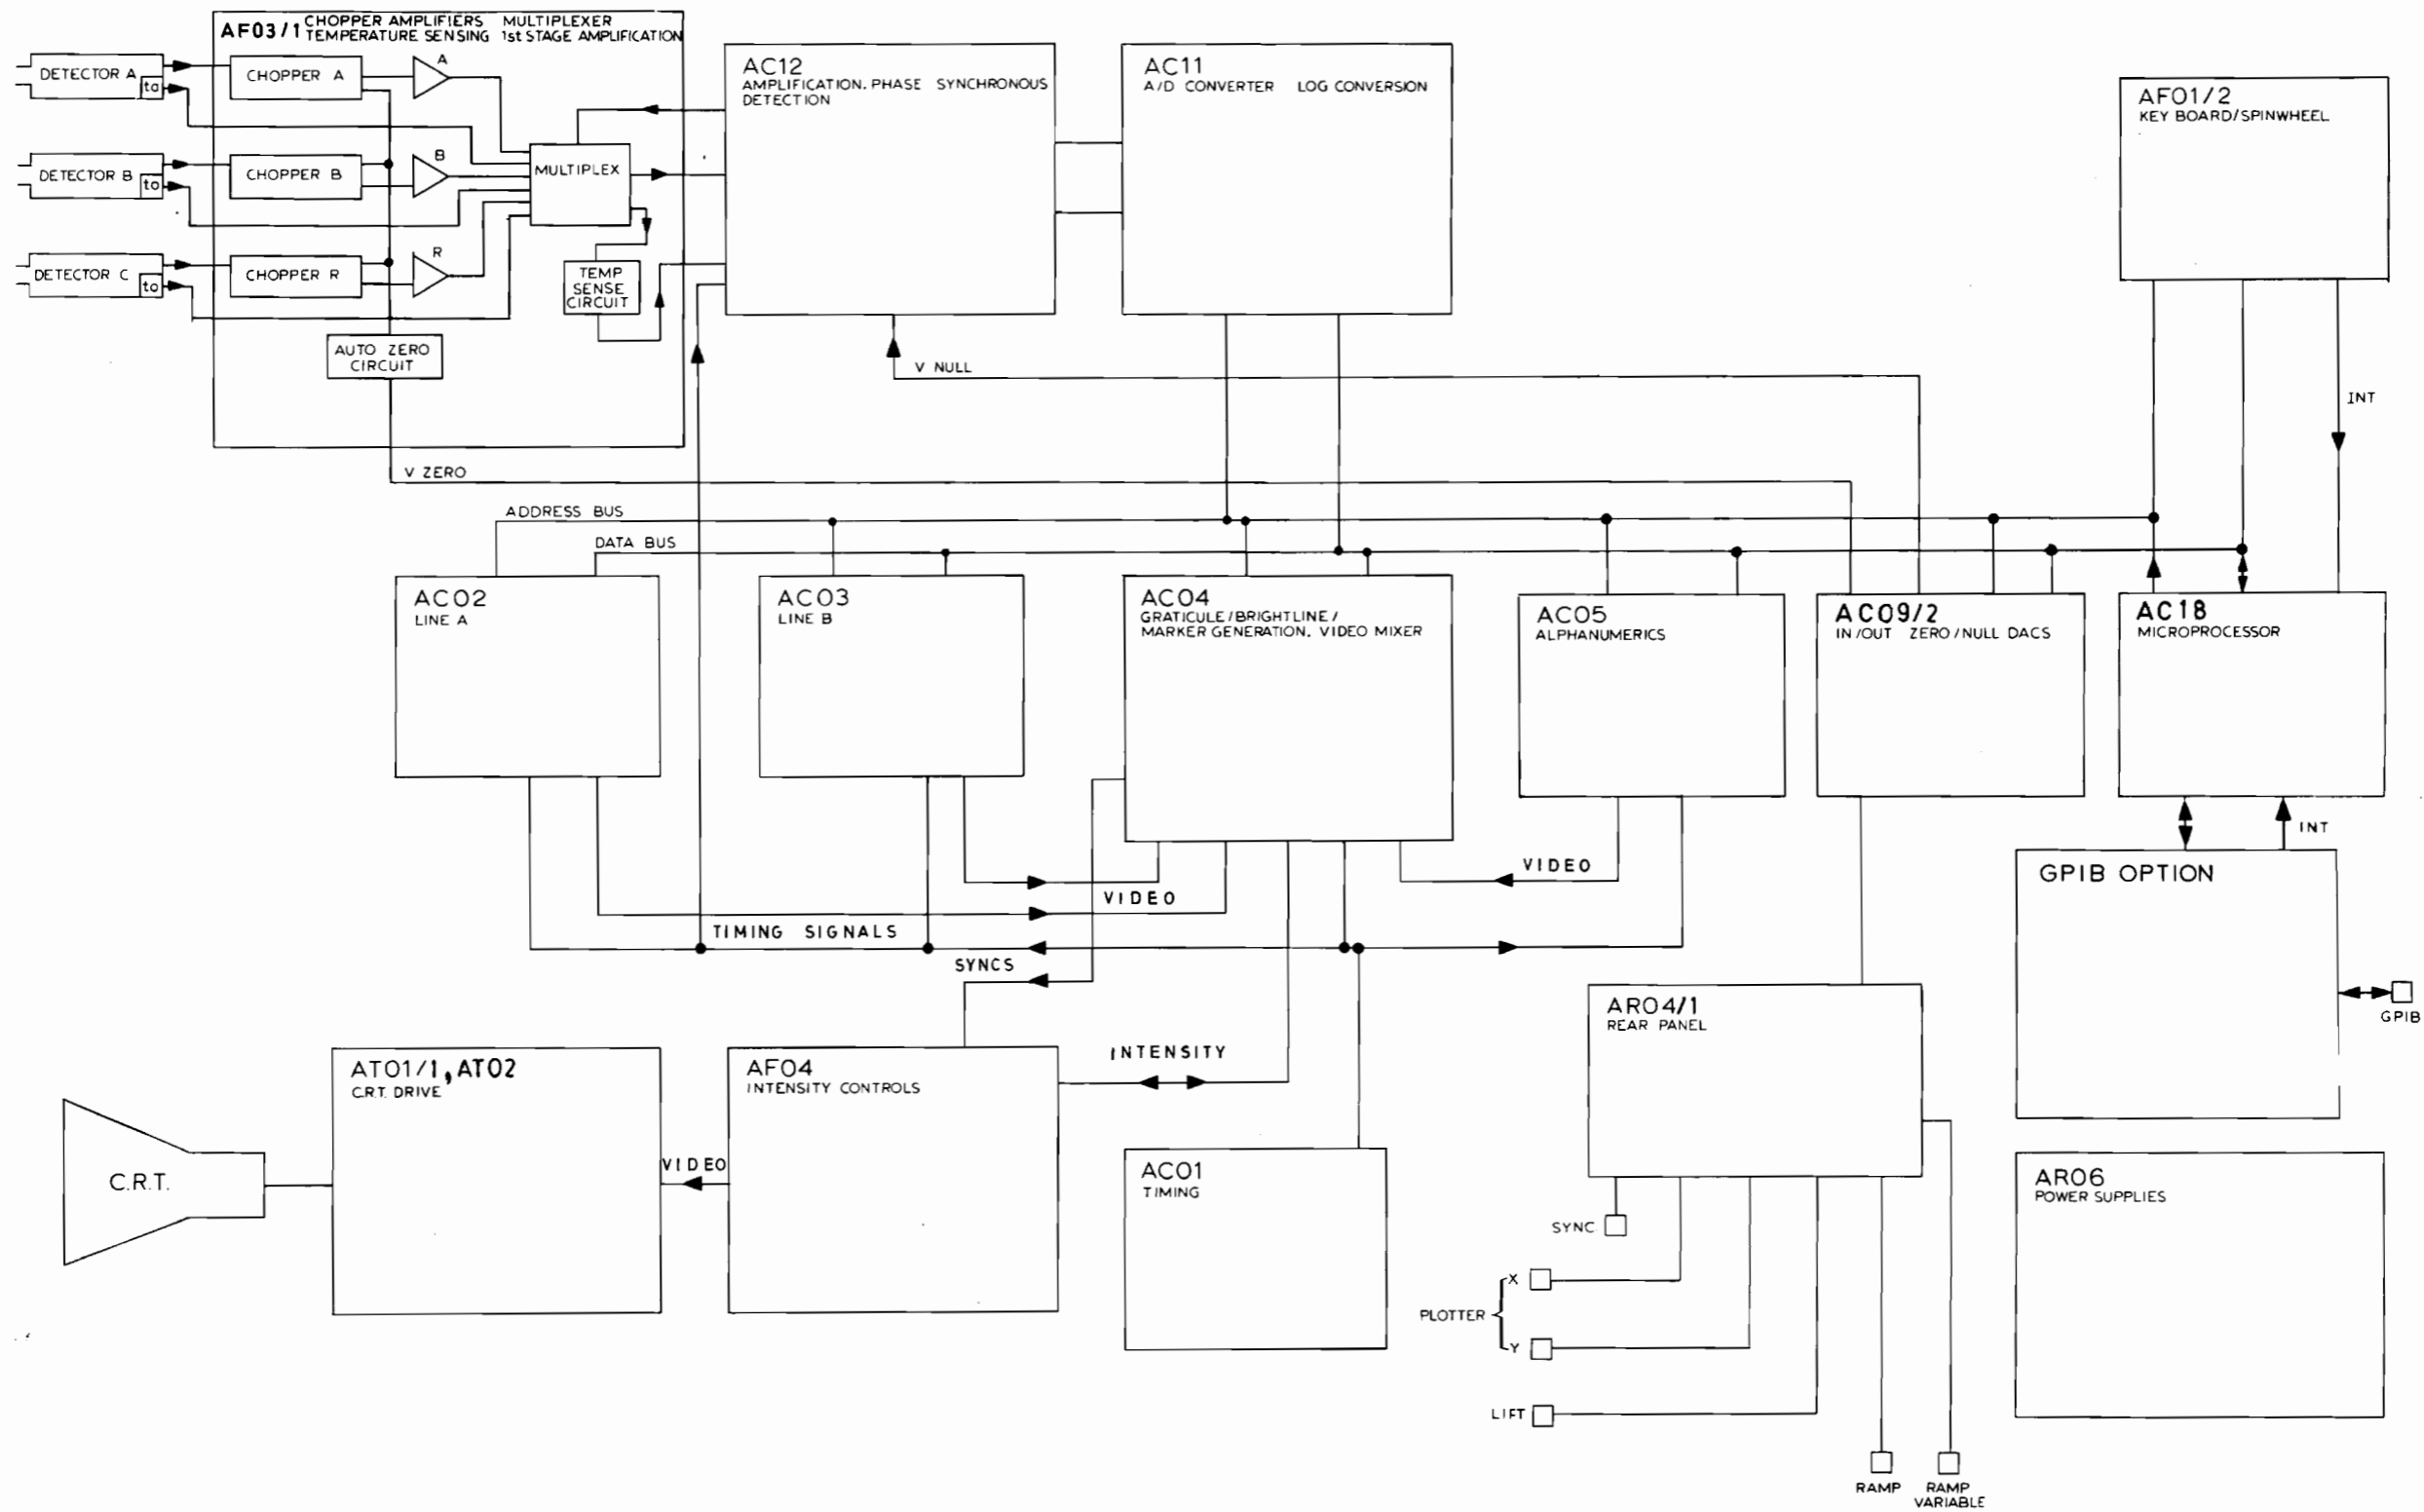 AF03/1 CHOPPER AMPLIFIERS MULTIPLEXER
TEMPERATURE SENSING 1st STAGE AMPLIFICATION
DETECTOR A
to
CHOPPER A
A
DETECTOR B
to
CHOPPER B
B
DETECTOR C
to
CHOPPER R
R
MULTIPLEX
TEMP
SENSE
CIRCUIT
AUTO ZERO
CIRCUIT
AC12
AMPLIFICATION. PHASE SYNCHRONOUS
DETECTION
AC11
A/D CONVERTER LOG CONVERSION
AF01/2
KEY BOARD/SPINWHEEL
V NULL
INT
V ZERO
ADDRESS BUS
DATA BUS
AC02
LINE A
AC03
LINE B
AC04
GRATICULE/BRIGHTLINE/
MARKER GENERATION. VIDEO MIXER
AC05
ALPHANUMERICS
AC09/2
IN/OUT ZERO/NULL DACS
AC18
MICROPROCESSOR
INT
VIDEO
VIDEO
TIMING SIGNALS
SYNCS
GPIB OPTION
GPIB
AT01/1, AT02
C.R.T. DRIVE
AF04
INTENSITY CONTROLS
INTENSITY
AR04/1
REAR PANEL
C.R.T.
VIDEO
AC01
TIMING
AR06
POWER SUPPLIES
SYNC
X
PLOTTER
Y
LIFT
RAMP
RAMP
VARIABLE